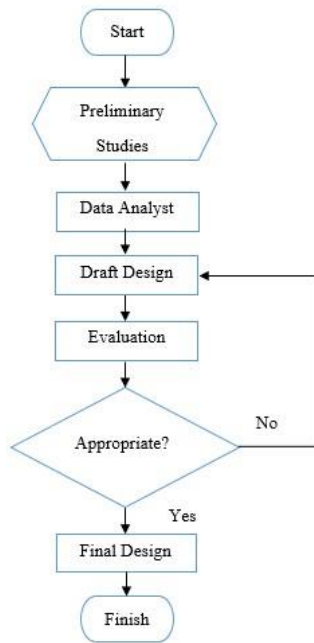 Start
Preliminary
Studies
Data Analyst
Draft Design
Evaluation
Appropriate?
No
Yes
Final Design
Finish